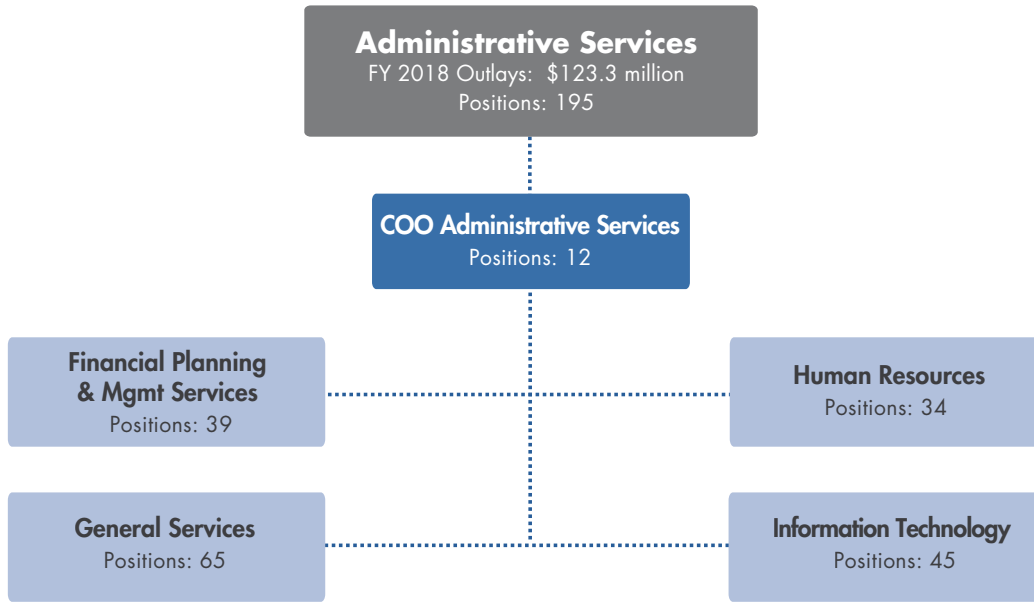 Administrative Services
FY 2018 Outlays: $123.3 million
Positions: 195
COO Administrative Services
Positions: 12
Financial Planning
& Mgmt Services
Positions: 39
Human Resources
Positions: 34
General Services
Positions: 65
Information Technology
Positions: 45